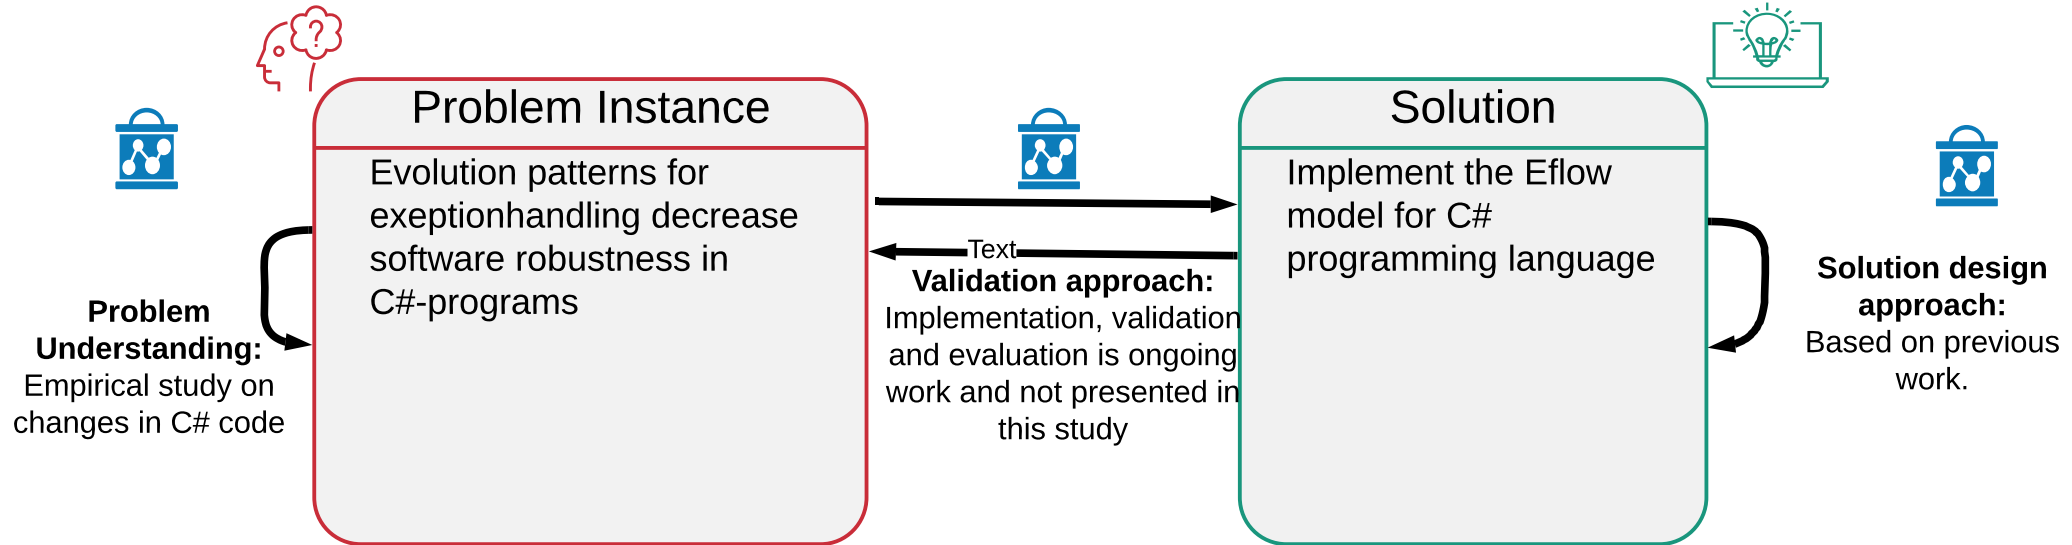 ?
Problem Instance
Evolution patterns for
exeptionhandling decrease
software robustness in
C#-programs
Problem
Understanding:
Empirical study on
changes in C# code
Text
Validation approach:
Implementation, validation
and evaluation is ongoing
work and not presented in
this study
Solution
Implement the Eflow
model for C#
programming language
Solution design
approach:
Based on previous
work.